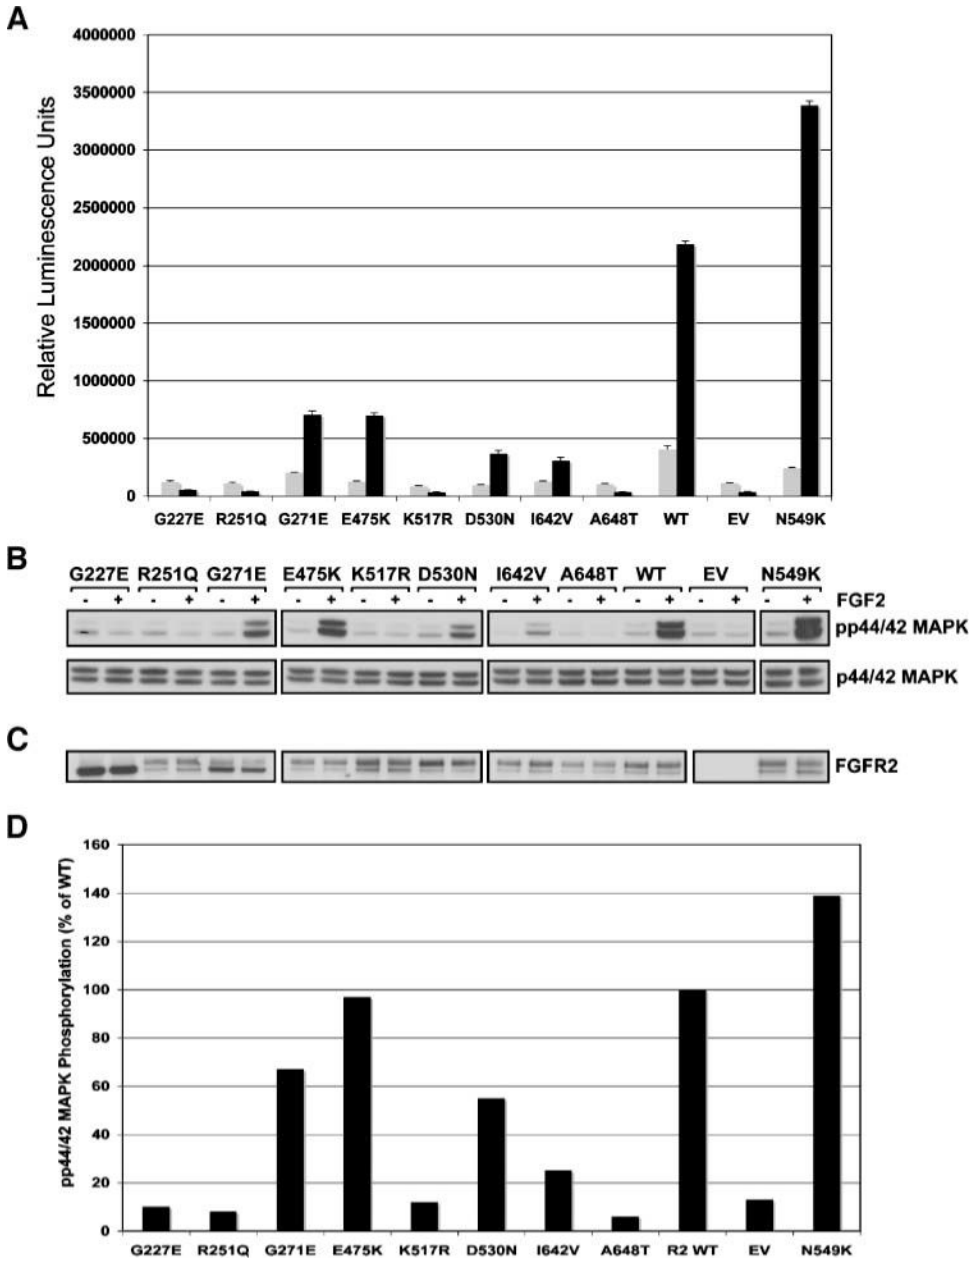 A
Relative Luminescence Units
4000000
3500000
3000000
2500000
2000000
1500000
1000000
500000
0
G227E R251Q G271E E475K K517R D530N I642V A648T WT EV N549K
B
G227E R251Q G271E E475K K517R D530N I642V A648T WT EV N549K
- + - + - + - + - + - + - + - + - + - + - + FGF2
pp44/42 MAPK
p44/42 MAPK
C
FGFR2
D
pp44/42 MAPK Phosphorylation (% of WT)
160
140
120
100
80
60
40
20
0
G227E R251Q G271E E475K K517R D530N I642V A648T R2 WT EV N549K